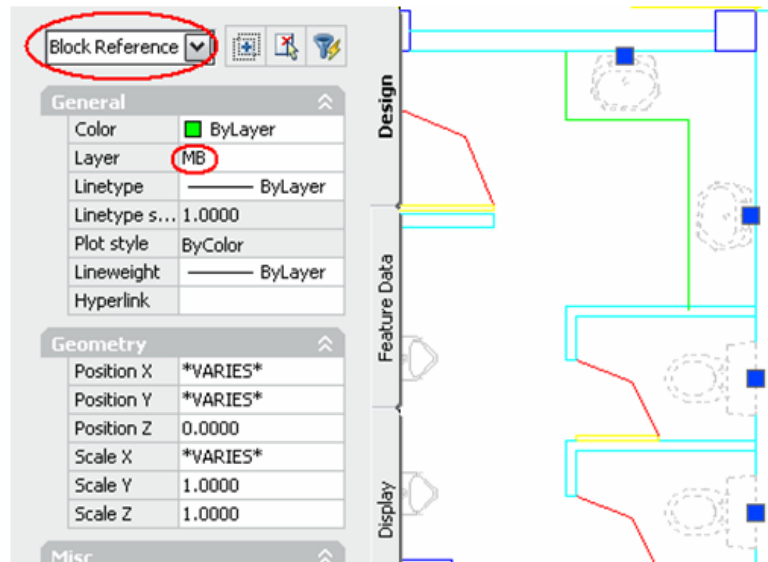 Block Reference
General
Color ByLayer
Layer MB
Linetype ByLayer
Linetype s... 1.0000
Plot style ByColor
Lineweight ByLayer
Hyperlink
Geometry
Position X *VARIES*
Position Y *VARIES*
Position Z 0.0000
Scale X *VARIES*
Scale Y 1.0000
Scale Z 1.0000
Misc
Design
Feature Data
Display